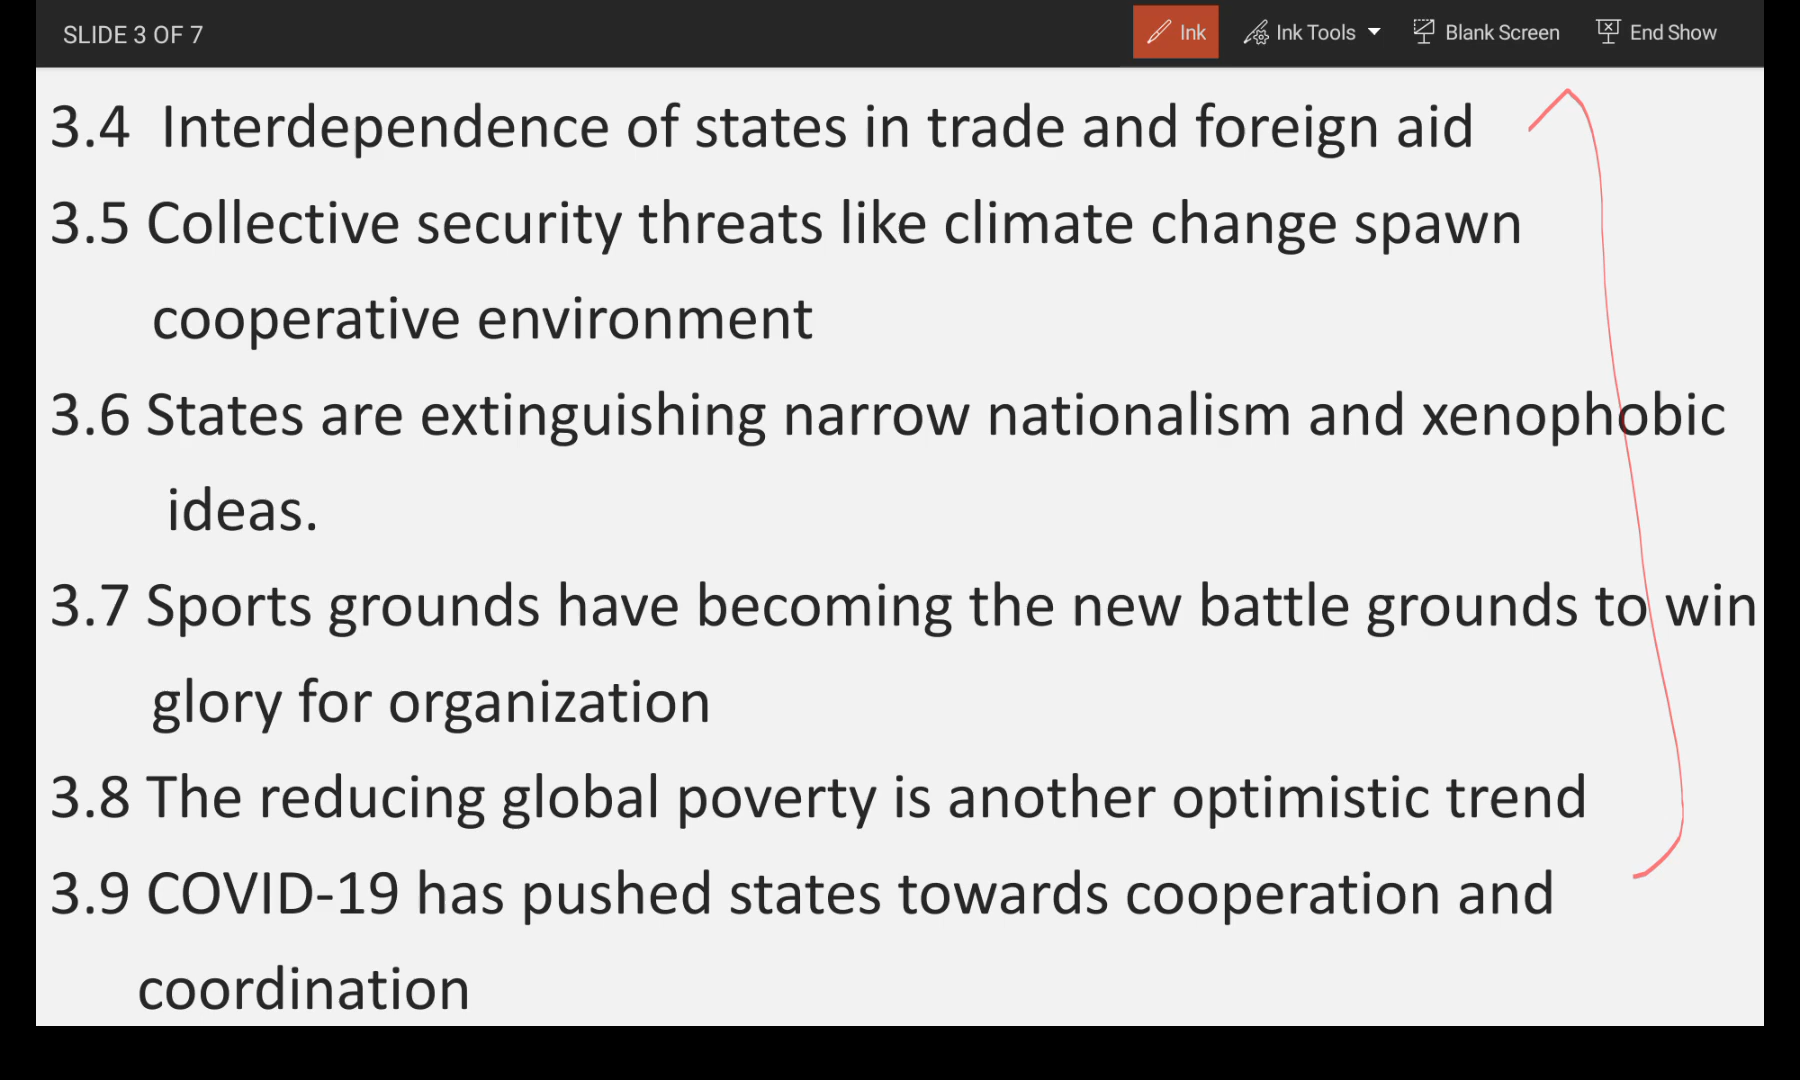 SLIDE 3 OF 7
Ink
Ink Tools
Blank Screen
End Show
3.4 Interdependence of states in trade and foreign aid
3.5 Collective security threats like climate change spawn
cooperative environment
3.6 States are extinguishing narrow nationalism and xenophobic
ideas.
3.7 Sports grounds have becoming the new battle grounds to win
glory for organization
3.8 The reducing global poverty is another optimistic trend
3.9 COVID-19 has pushed states towards cooperation and
coordination